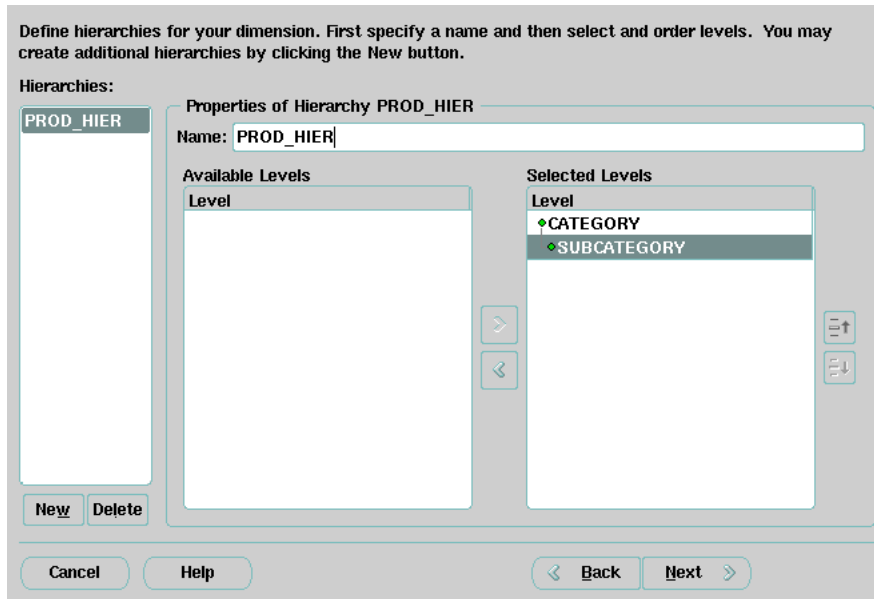 Define hierarchies for your dimension. First specify a name and then select and order levels. You may
create additional hierarchies by clicking the New button.
Hierarchies:
PROD_HIER
Properties of Hierarchy PROD_HIER
Name: PROD_HIER
Available Levels
Level
Selected Levels
Level
CATEGORY
SUBCATEGORY
New Delete
Cancel Help Back Next